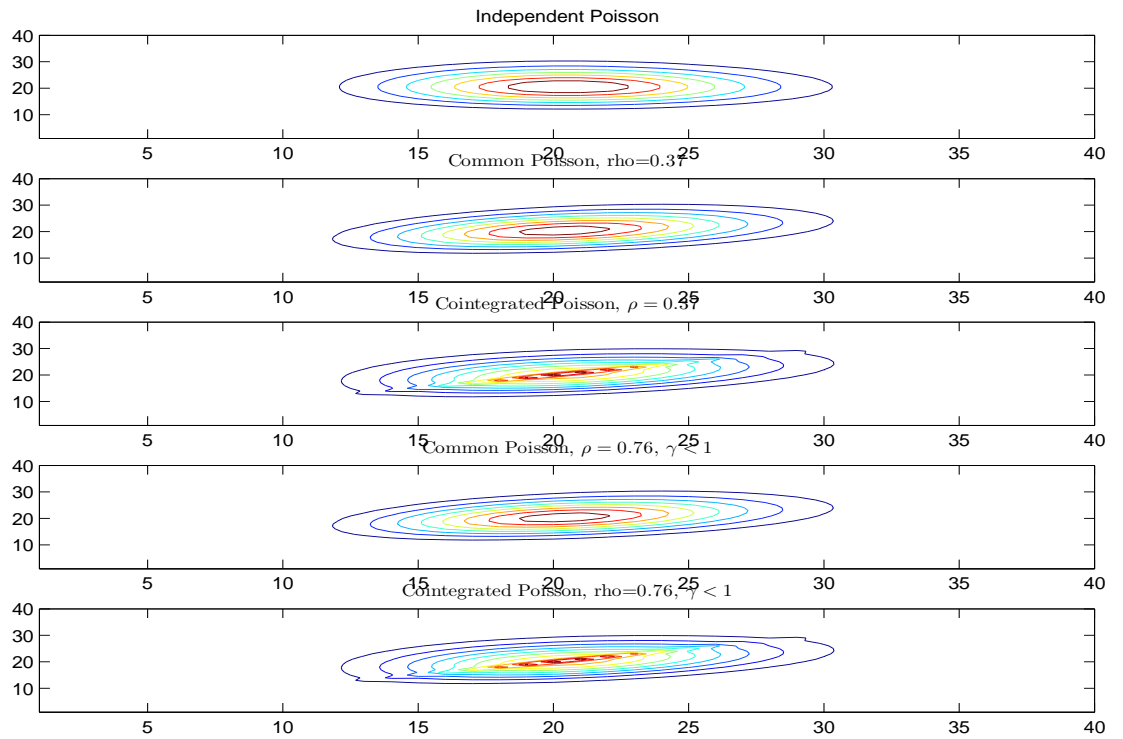 Independent Poisson
40
30
20
10
5 10 15 20 25 30 35 40
Common Poisson, rho=0.37
40
30
20
10
5 10 15 20 25 30 35 40
Cointegrated Poisson, ρ = 0.37
40
30
20
10
5 10 15 20 25 30 35 40
Common Poisson, ρ = 0.76, γ < 1
40
30
20
10
5 10 15 20 25 30 35 40
Cointegrated Poisson, rho=0.76, γ < 1
40
30
20
10
5 10 15 20 25 30 35 40